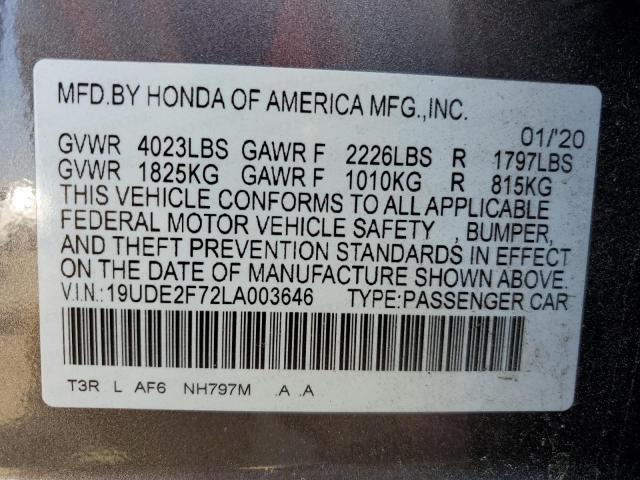 MFD.BY HONDA OF AMERICA MFG.,INC.
01/'20
GVWR 4023LBS GAWR F 2226LBS R 1797LBS
GVWR 1825KG GAWR F 1010KG R 815KG
THIS VEHICLE CONFORMS TO ALL APPLICABLE
FEDERAL MOTOR VEHICLE SAFETY , BUMPER,
AND THEFT PREVENTION STANDARDS IN EFFECT
ON THE DATE OF MANUFACTURE SHOWN ABOVE.
V.I.N.:19UDE2F72LA003646 TYPE:PASSENGER CAR
T3R L AF6 NH797M .A .A